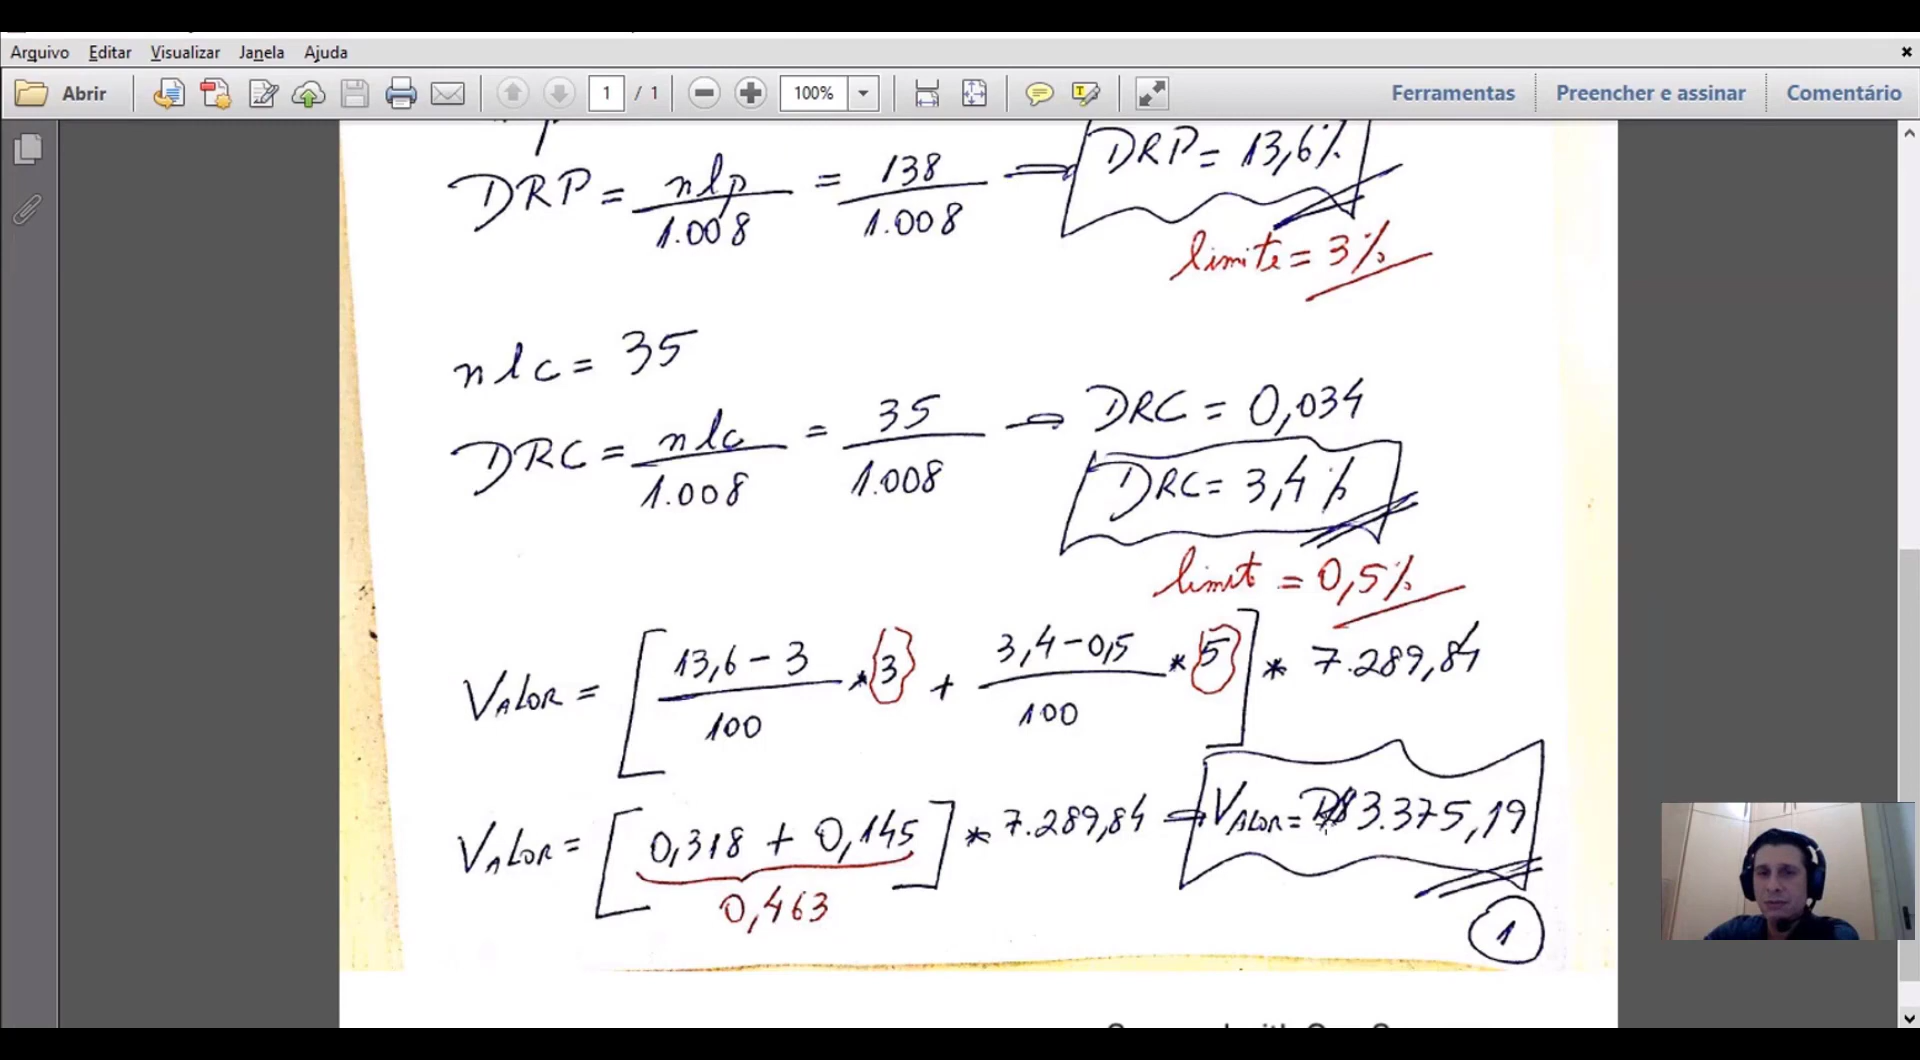 Arquivo Editar Visualizar Janela Ajuda
Abrir 1 / 1 100% Ferramentas Preencher e assinar Comentário
DRP = nlp / 1.008 = 138 / 1.008 ⇒ DRP = 13,6%
limite = 3%
nlc = 35
DRC = nlc / 1.008 = 35 / 1.008 ⇒ DRC = 0,034
DRC = 3,4%
limit = 0,5%
VALOR = [ 13,6 - 3 / 100 * 3 + 3,4 - 0,5 / 100 * 5 ] * 7.289,84
VALOR = [ 0,318 + 0,145 ] * 7.289,84 ⇒ VALOR = R$ 3.375,19
0,463
1